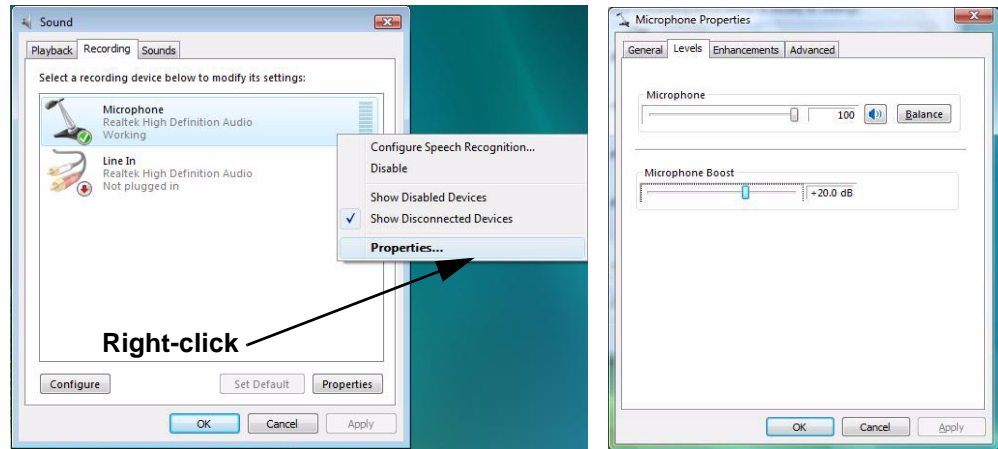 Sound
Playback Recording Sounds
Select a recording device below to modify its settings:
Microphone
Realtek High Definition Audio
Working
Line In
Realtek High Definition Audio
Not plugged in
Configure Speech Recognition...
Disable
Show Disabled Devices
Show Disconnected Devices
Properties...
Right-click
Configure Set Default Properties
OK Cancel Apply
Microphone Properties
General Levels Enhancements Advanced
Microphone
100 Balance
Microphone Boost
+20.0 dB
OK Cancel Apply